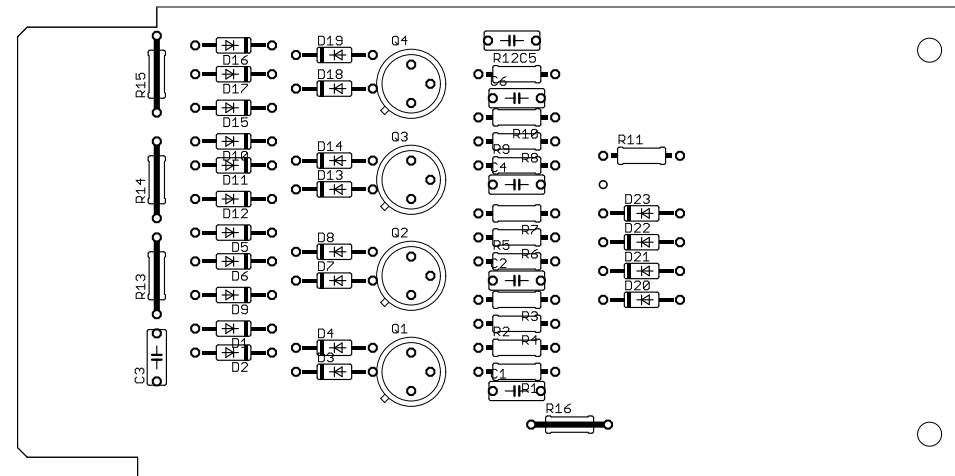 D19
Q4
R12C5
D16
D18
C6
R15
D17
D15
R10
Q3
R11
D14
R9
R8
D10
C4
D13
D11
R14
D23
D12
R7
D22
Q2
D8
R5
D5
R6
D21
D7
C2
D6
R13
D20
D9
R3
Q1
D4
R2
D1
R4
D3
D2
C3
C1
R1
R16